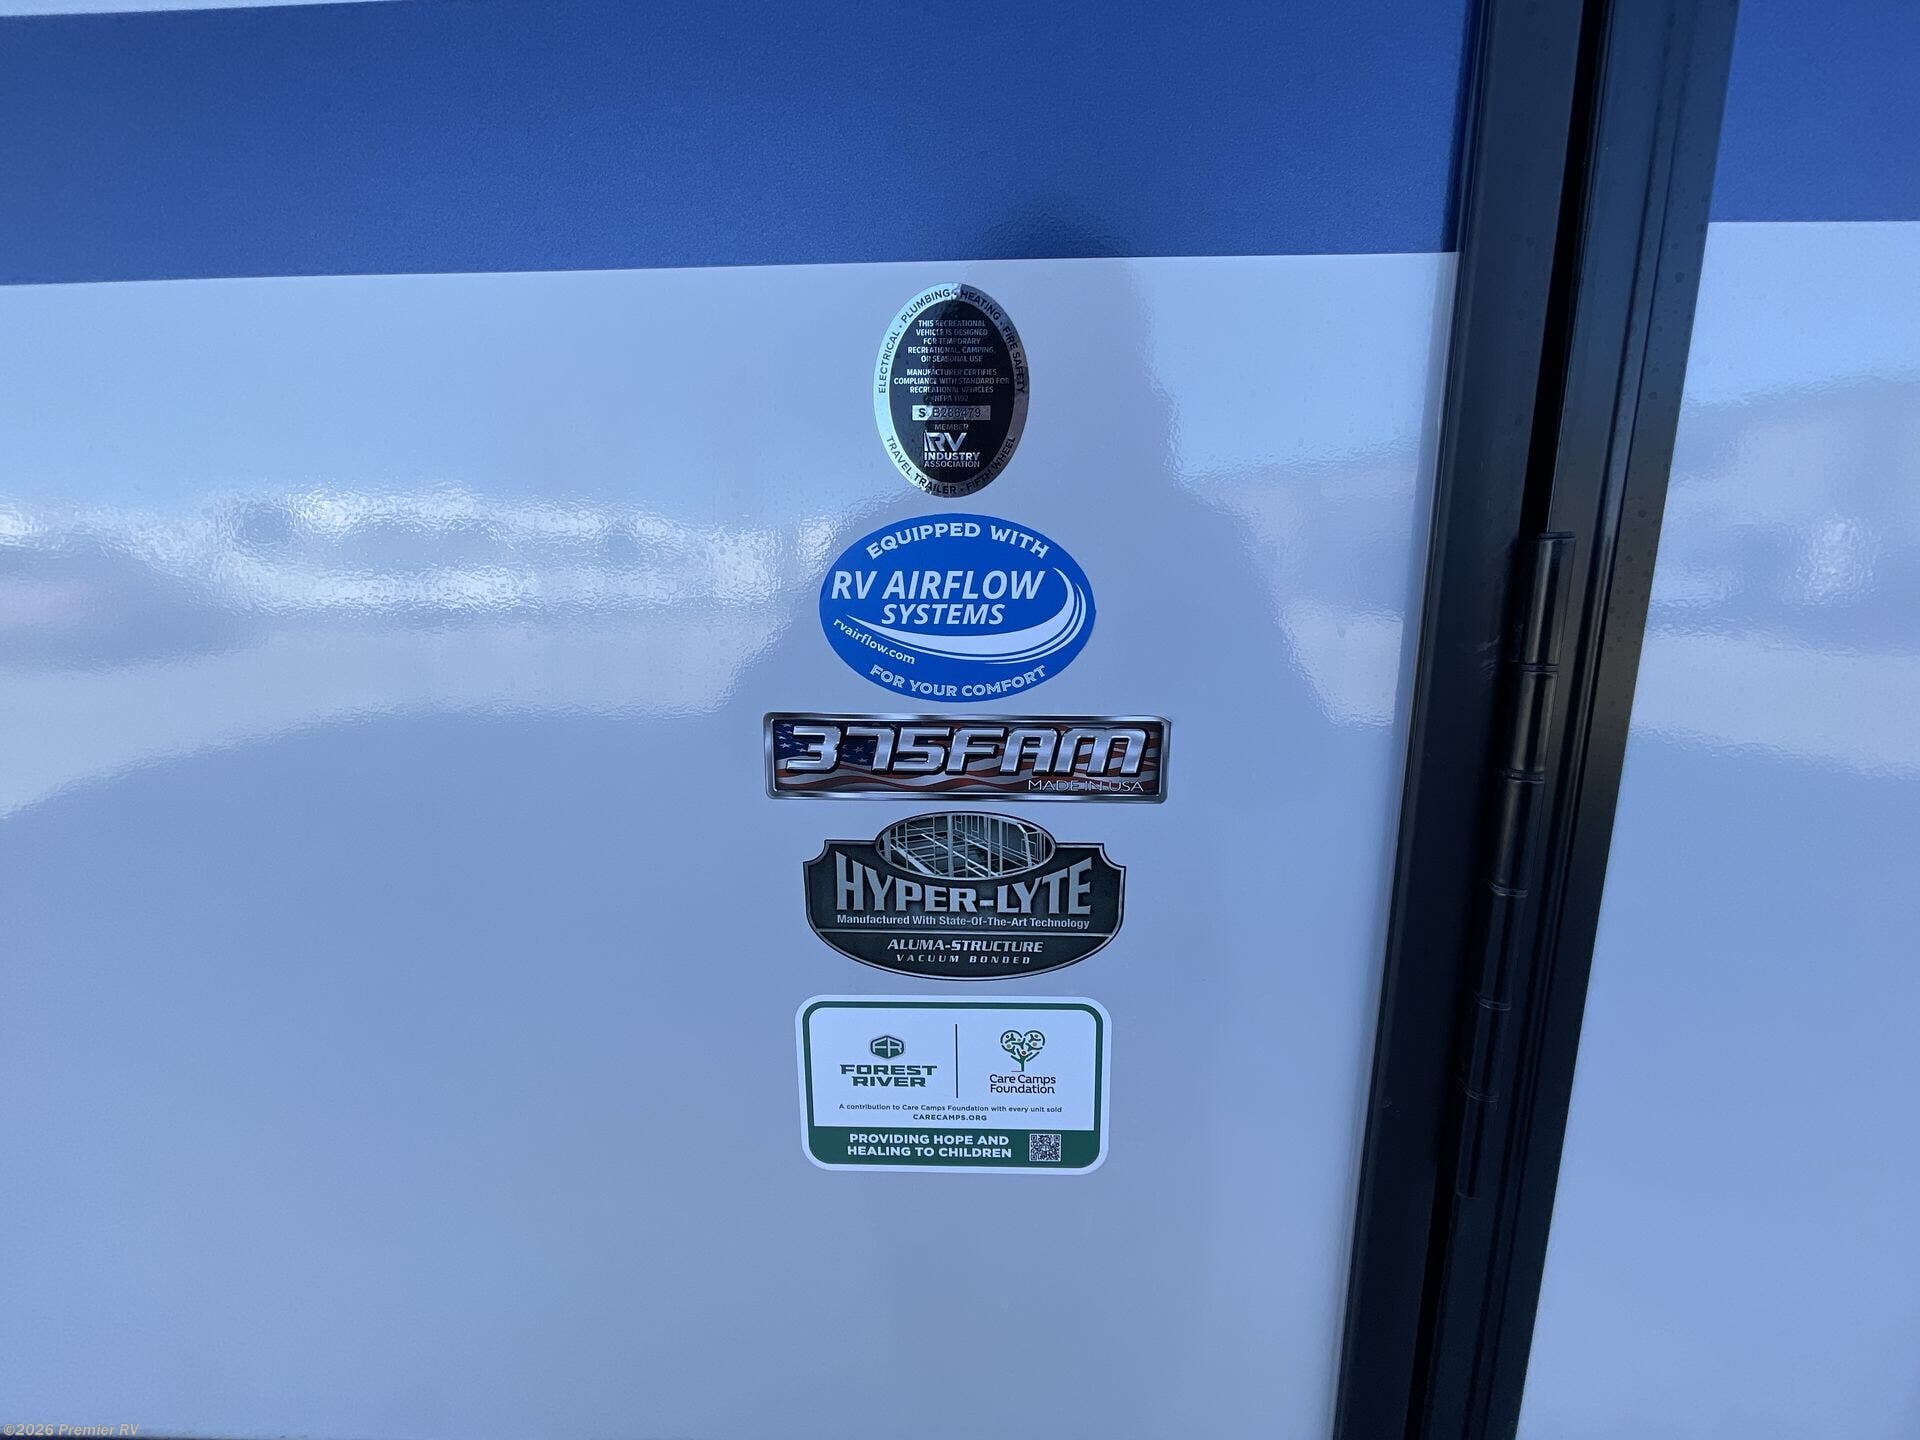 ELECTRICAL • PLUMBING • HEATING • FIRE SAFETY
THIS RECREATIONAL
VEHICLE IS DESIGNED
FOR TEMPORARY
RECREATIONAL, CAMPING,
OR SEASONAL USE
MANUFACTURER CERTIFIES
COMPLIANCE WITH STANDARD FOR
RECREATIONAL VEHICLES
NFPA 1192
S B286479
MEMBER
RV
INDUSTRY
ASSOCIATION
TRAVEL TRAILER • FIFTH WHEEL
EQUIPPED WITH
RV AIRFLOW
SYSTEMS
rvairflow.com
FOR YOUR COMFORT
375FAM
MADE IN USA
HYPER-LYTE
Manufactured With State-Of-The-Art Technology
ALUMA-STRUCTURE
VACUUM BONDED
FR
FOREST
RIVER
Care Camps
Foundation
A contribution to Care Camps Foundation with every unit sold
CARECAMPS.ORG
PROVIDING HOPE AND
HEALING TO CHILDREN
©2026 Premier RV